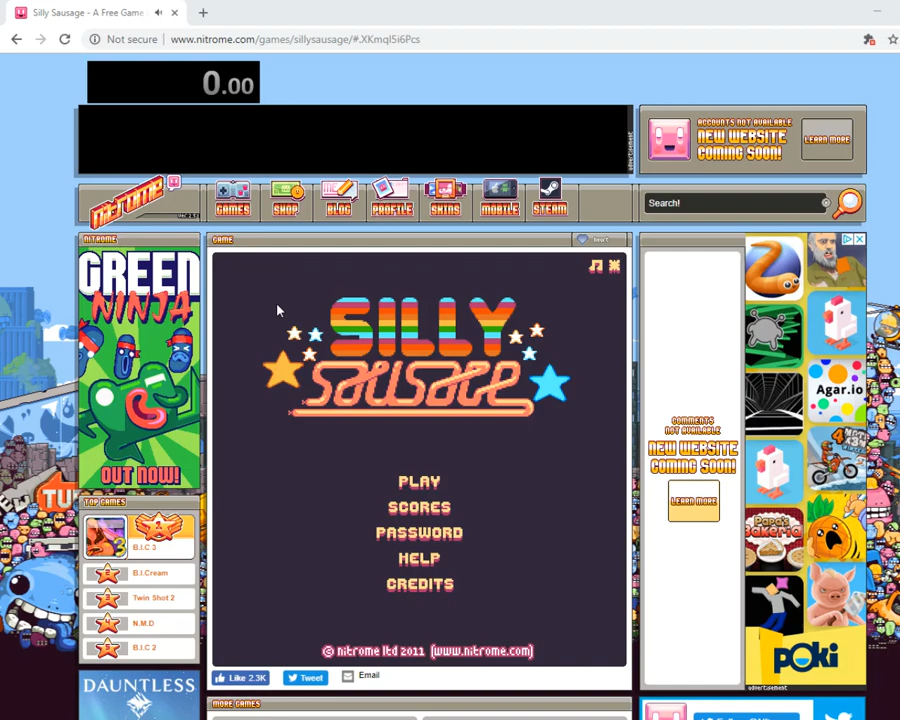 Silly Sausage - A Free Game
Not secure
www.nitrome.com/games/sillysausage/#.XKmqI5i6Pcs
0.00
advertisement
ACCOUNTS NOT AVAILABLE
NEW WEBSITE
COMING SOON!
LEARN MORE
nitrome
GAMES
SHOP
BLOG
PROFILE
SKINS
MOBILE
STEAM
Search!
NITROME
GAME
GREEN
NINJA
OUT NOW!
SILLY
SAUSAGE
PLAY
SCORES
PASSWORD
HELP
CREDITS
© nitrome ltd 2011 (www.nitrome.com)
COMMENTS
NOT AVAILABLE
NEW WEBSITE
COMING SOON!
LEARN MORE
Agar.io
PAPA'S
BAKERIA
POKi
advertisement
TOP GAMES
B.I.C 3
B.I.Cream
Twin Shot 2
N.M.D
B.I.C 2
Like 2.3K
Tweet
Email
MORE GAMES
DAUNTLESS